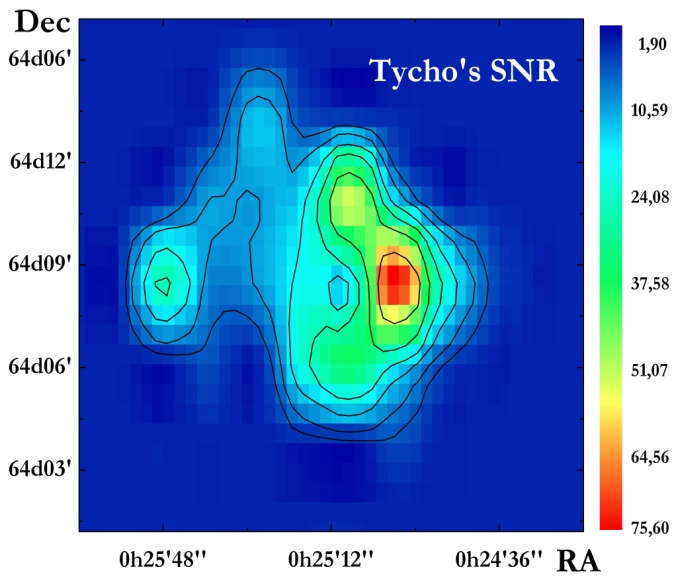 Dec
64d06'
Tycho's SNR
64d12'
64d09'
64d06'
64d03'
0h25'48''
0h25'12''
0h24'36''
RA
1,90
10,59
24,08
37,58
51,07
64,56
75,60